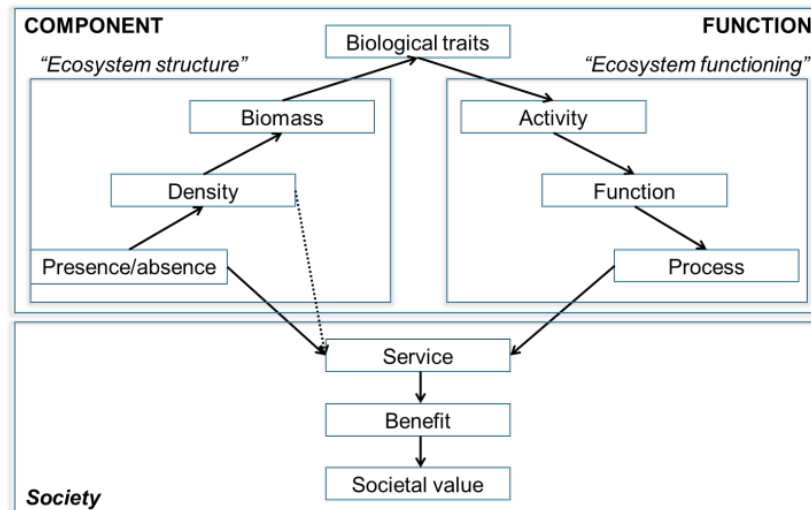 COMPONENT
FUNCTION
Biological traits
“Ecosystem structure”
“Ecosystem functioning”
Biomass
Activity
Density
Function
Presence/absence
Process
Service
Benefit
Societal value
Society